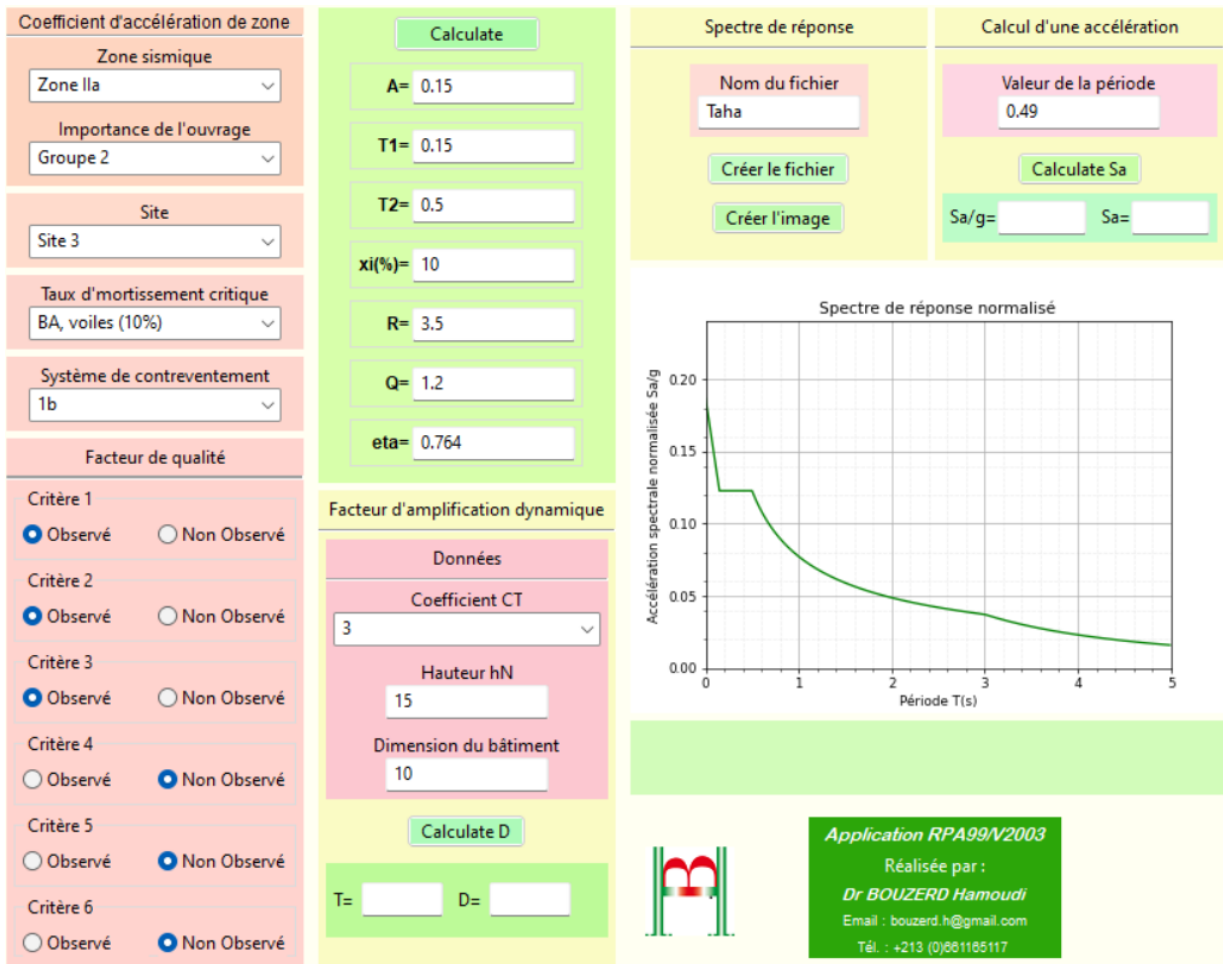 Coefficient d'accélération de zone
Zone sismique
Zone IIa
Importance de l'ouvrage
Groupe 2
Site
Site 3
Taux d'mortissement critique
BA, voiles (10%)
Système de contreventement
1b
Facteur de qualité
Critère 1
Observé Non Observé
Critère 2
Observé Non Observé
Critère 3
Observé Non Observé
Critère 4
Observé Non Observé
Critère 5
Observé Non Observé
Critère 6
Observé Non Observé
Calculate
A= 0.15
T1= 0.15
T2= 0.5
xi(%)= 10
R= 3.5
Q= 1.2
eta= 0.764
Facteur d'amplification dynamique
Données
Coefficient CT
3
Hauteur hN
15
Dimension du bâtiment
10
Calculate D
T= D=
Spectre de réponse
Nom du fichier
Taha
Créer le fichier
Créer l'image
Calcul d'une accélération
Valeur de la période
0.49
Calculate Sa
Sa/g= Sa=
Spectre de réponse normalisé
Accélération spectrale normalisée Sa/g
0.20
0.15
0.10
0.05
0.00
0 1 2 3 4 5
Période T(s)
Application RPA99/V2003
Réalisée par :
Dr BOUZERD Hamoudi
Email : bouzerd.h@gmail.com
Tél. : +213 (0)661165117